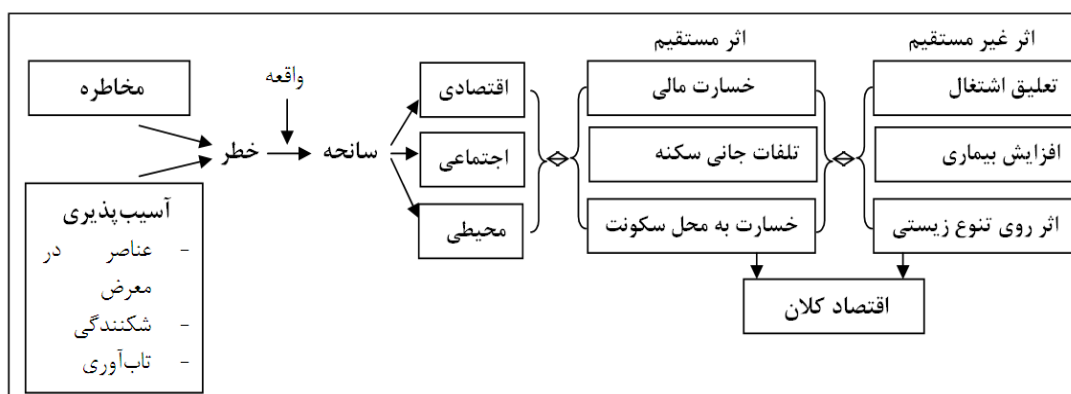 مخاطره
آسیب‌پذیری
- عناصر در
معرض
- شکنندگی
- تاب‌آوری
خطر
واقعه
سانحه
اقتصادی
اجتماعی
محیطی
اثر مستقیم
خسارت مالی
تلفات جانی سکنه
خسارت به محل سکونت
اثر غیر مستقیم
تعلیق اشتغال
افزایش بیماری
اثر روی تنوع زیستی
اقتصاد کلان